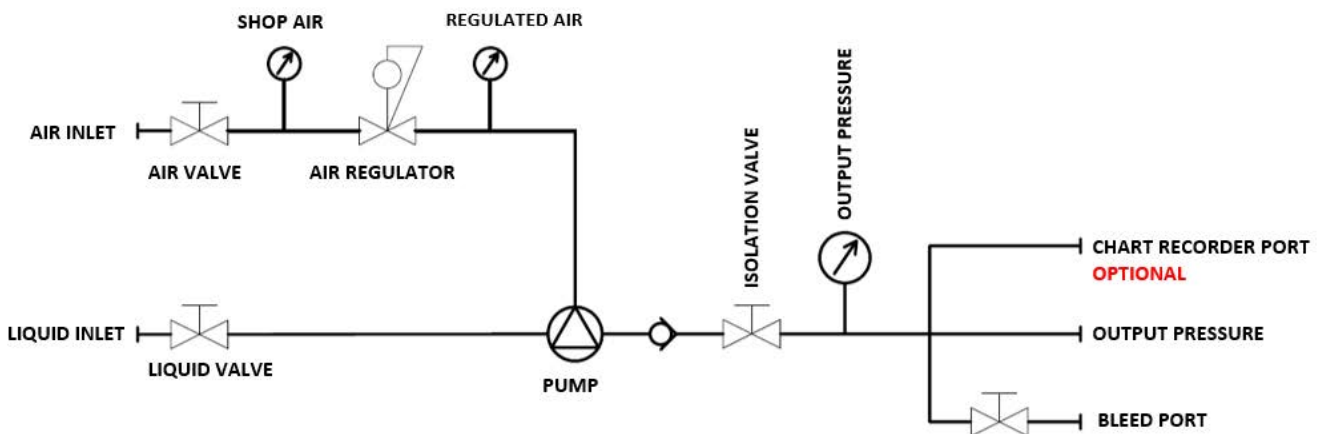 SHOP AIR
REGULATED AIR
AIR INLET
AIR VALVE
AIR REGULATOR
ISOLATION VALVE
OUTPUT PRESSURE
CHART RECORDER PORT
OPTIONAL
LIQUID INLET
OUTPUT PRESSURE
LIQUID VALVE
PUMP
BLEED PORT